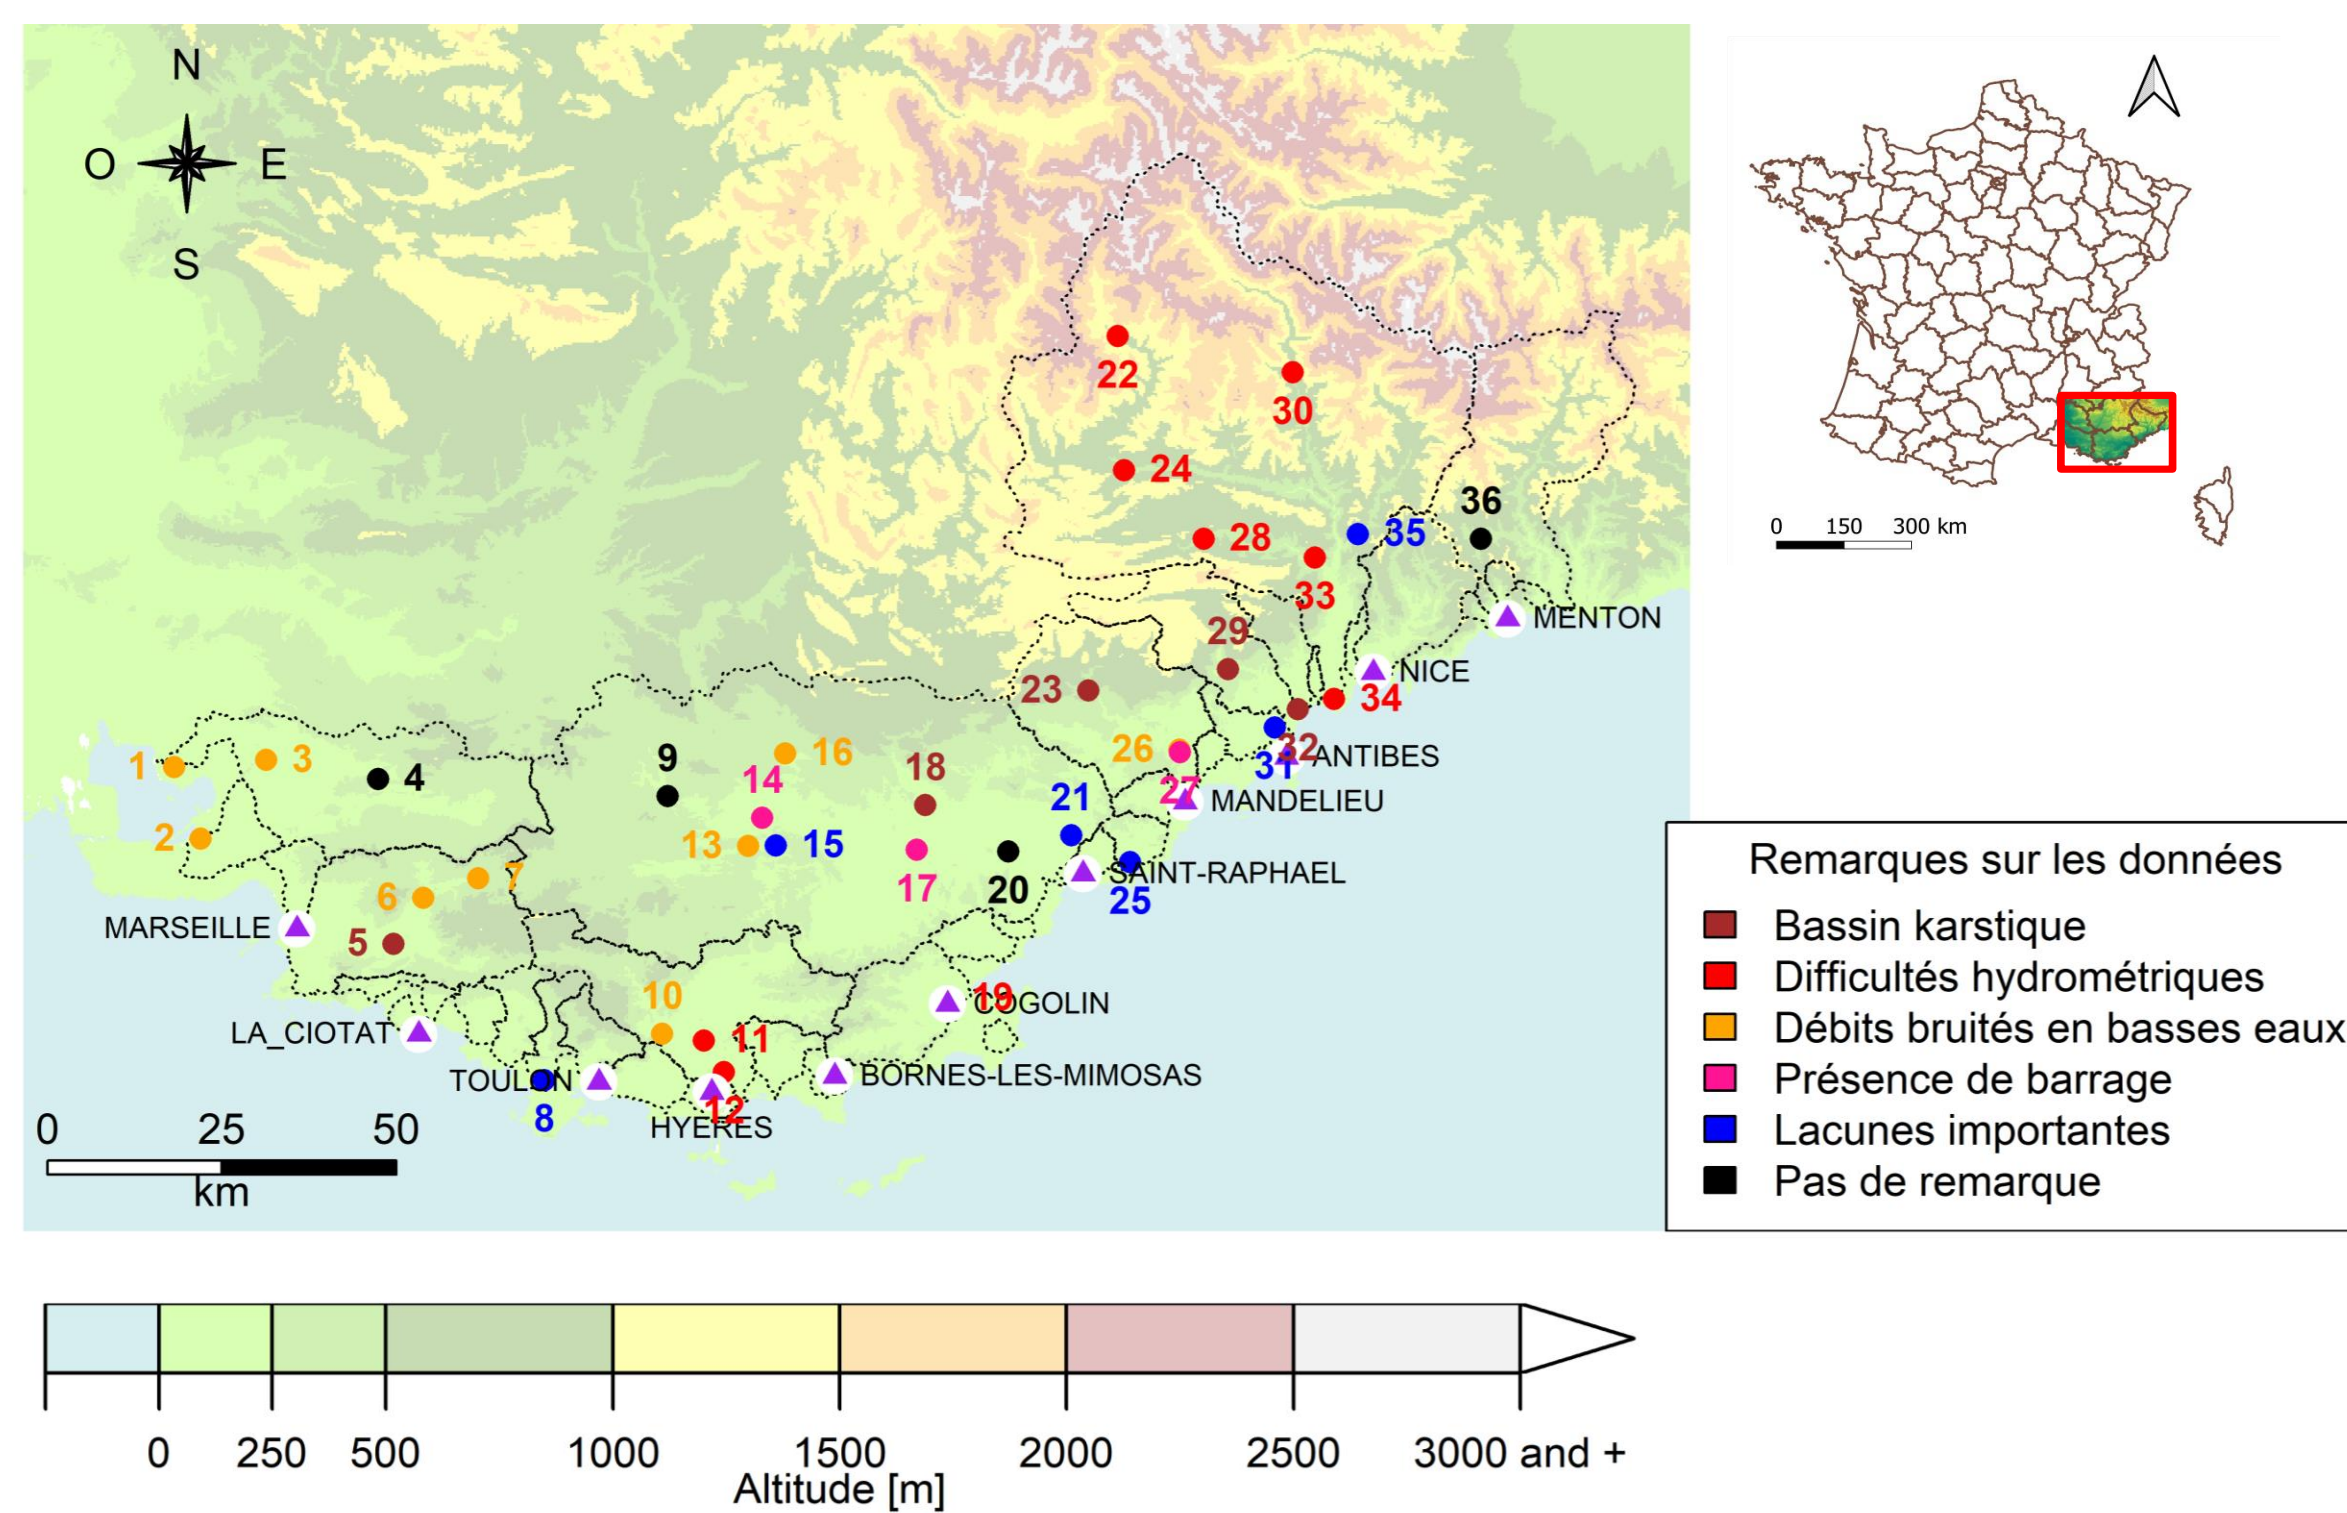 N
O
E
S
0 150 300 km
22
30
24
36
28
35
33
29
MENTON
23
NICE
34
1
3
4
9
16
26
32
31
ANTIBES
14
18
27
MANDELIEU
21
2
13
15
7
6
17
20
SAINT-RAPHAEL
25
MARSEILLE
5
10
19
COGOLIN
LA_CIOTAT
11
TOULON
BORNES-LES-MIMOSAS
8
12
HYERES
0 25 50
km
Remarques sur les données
Bassin karstique
Difficultés hydrométriques
Débits bruités en basses eaux
Présence de barrage
Lacunes importantes
Pas de remarque
0 250 500 1000 1500 2000 2500 3000 and +
Altitude [m]